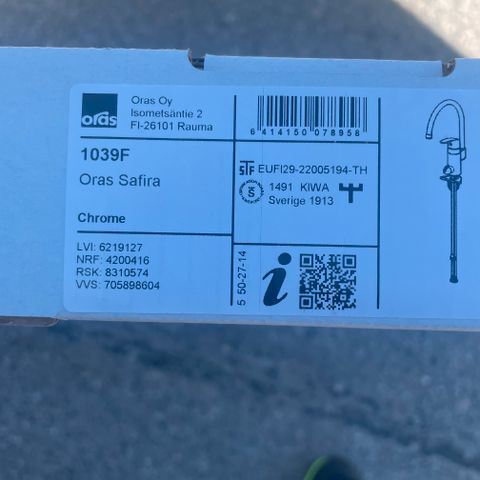 oras
Oras Oy
Isometsäntie 2
FI-26101 Rauma
1039F
Oras Safira
Chrome
LVI: 6219127
NRF: 4200416
RSK: 8310574
VVS: 705898604
6 414150 078958
STF EUFI29-22005194-TH
1491 KIWA
Sverige 1913
5 50-27-14
i